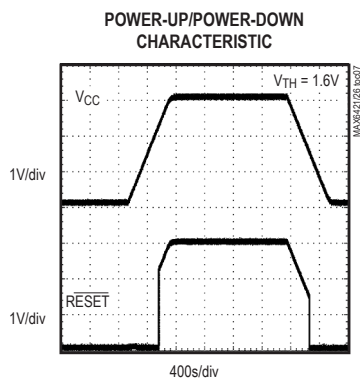 POWER-UP/POWER-DOWN
CHARACTERISTIC
VTH = 1.6V
VCC
MAX6421/26 toc07
1V/div
RESET
1V/div
400s/div